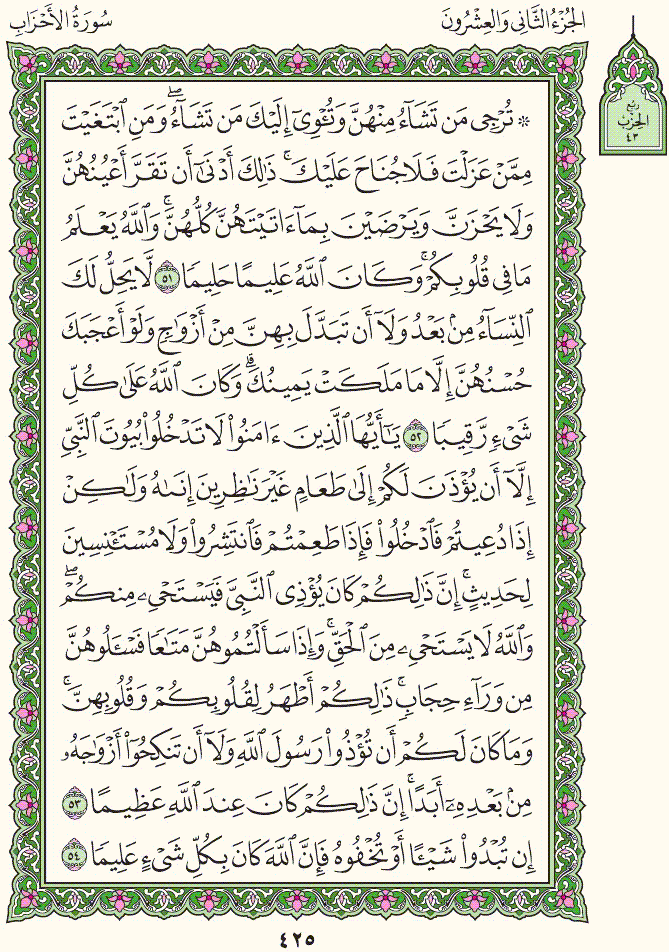 الجُزْءُ الثَّانِي وَالعِشْرُونَ
سُورَةُ الأَحْزَابِ
رُبْع
الحِزْب
٤٣
۞ تُرْجِي مَن تَشَآءُ مِنْهُنَّ وَتُـْٔوِيٓ إِلَيْكَ مَن تَشَآءُۖ وَمَنِ ٱبْتَغَيْتَ
مِمَّنْ عَزَلْتَ فَلَا جُنَاحَ عَلَيْكَۚ ذَٰلِكَ أَدْنَىٰٓ أَن تَقَرَّ أَعْيُنُهُنَّ
وَلَا يَحْزَنَّ وَيَرْضَيْنَ بِمَآ ءَاتَيْتَهُنَّ كُلُّهُنَّۚ وَٱللَّهُ يَعْلَمُ
مَا فِي قُلُوبِكُمْۚ وَكَانَ ٱللَّهُ عَلِيمًا حَلِيمًا ٥١ لَّا يَحِلُّ لَكَ
ٱلنِّسَآءُ مِنۢ بَعْدُ وَلَآ أَن تَبَدَّلَ بِهِنَّ مِنْ أَزْوَٰجٖ وَلَوْ أَعْجَبَكَ
حُسْنُهُنَّ إِلَّا مَا مَلَكَتْ يَمِينُكَۗ وَكَانَ ٱللَّهُ عَلَىٰ كُلِّ
شَيْءٖ رَّقِيبًا ٥٢ يَٰٓأَيُّهَا ٱلَّذِينَ ءَامَنُوا۟ لَا تَدْخُلُوا۟ بُيُوتَ ٱلنَّبِيِّ
إِلَّآ أَن يُؤْذَنَ لَكُمْ إِلَىٰ طَعَامٍ غَيْرَ نَٰظِرِينَ إِنَىٰهُ وَلَٰكِنْ
إِذَا دُعِيتُمْ فَٱدْخُلُوا۟ فَإِذَا طَعِمْتُمْ فَٱنتَشِرُوا۟ وَلَا مُسْتَـْٔنِسِينَ
لِحَدِيثٍۚ إِنَّ ذَٰلِكُمْ كَانَ يُؤْذِي ٱلنَّبِيَّ فَيَسْتَحْيِۦ مِنكُمْۖ
وَٱللَّهُ لَا يَسْتَحْيِۦ مِنَ ٱلْحَقِّۚ وَإِذَا سَأَلْتُمُوهُنَّ مَتَٰعًا فَسْـَٔلُوهُنَّ
مِن وَرَآءِ حِجَابٍۚ ذَٰلِكُمْ أَطْهَرُ لِقُلُوبِكُمْ وَقُلُوبِهِنَّۚ
وَمَا كَانَ لَكُمْ أَن تُؤْذُوا۟ رَسُولَ ٱللَّهِ وَلَآ أَن تَنكِحُوٓا۟ أَزْوَٰجَهُۥ
مِنۢ بَعْدِهِۦٓ أَبَدًاۚ إِنَّ ذَٰلِكُمْ كَانَ عِندَ ٱللَّهِ عَظِيمًا ٥٣
إِن تُبْدُوا۟ شَيْـًٔا أَوْ تُخْفُوهُ فَإِنَّ ٱللَّهَ كَانَ بِكُلِّ شَيْءٍ عَلِيمًا ٥٤
٤٢٥